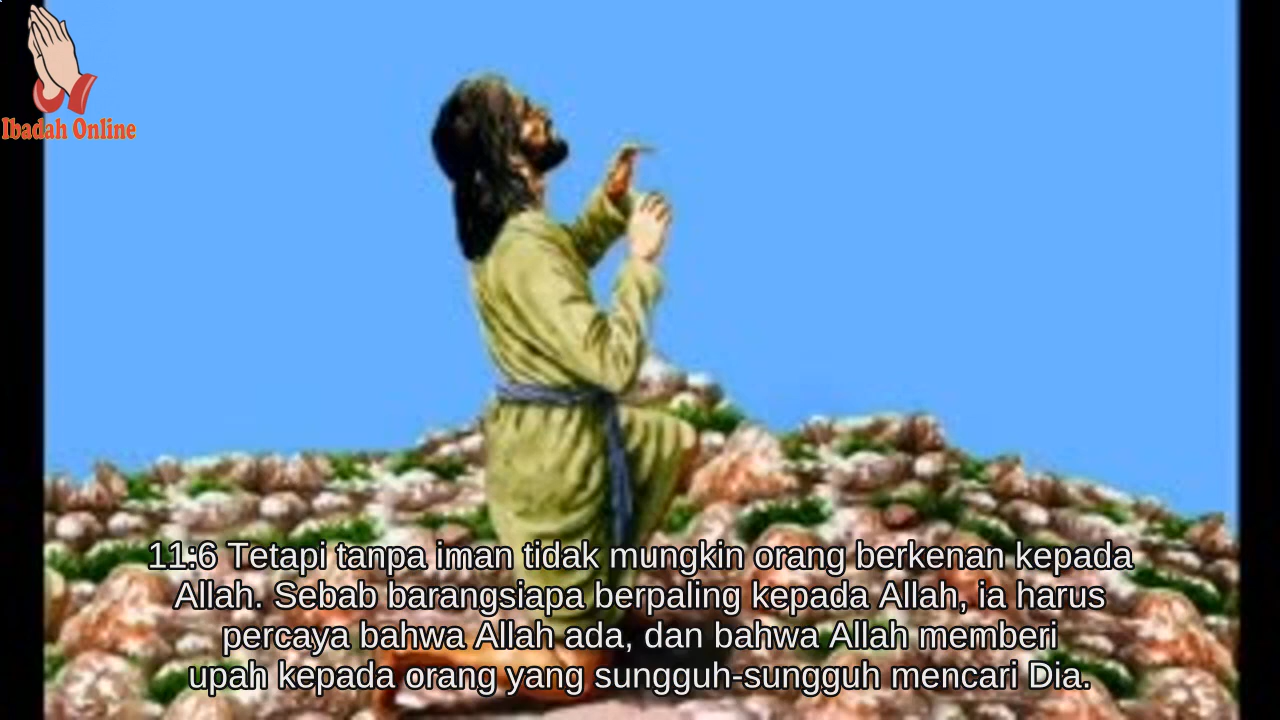 Ibadah Online
11:6 Tetapi tanpa iman tidak mungkin orang berkenan kepada
Allah. Sebab barangsiapa berpaling kepada Allah, ia harus
percaya bahwa Allah ada, dan bahwa Allah memberi
upah kepada orang yang sungguh-sungguh mencari Dia.